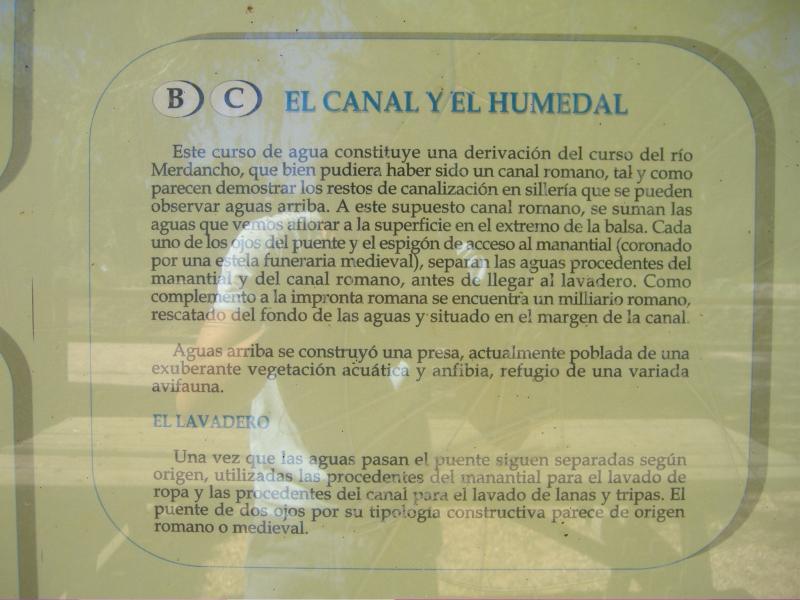 B C EL CANAL Y EL HUMEDAL
Este curso de agua constituye una derivación del curso del río
Merdancho, que bien pudiera haber sido un canal romano, tal y como
parecen demostrar los restos de canalización en sillería que se pueden
observar aguas arriba. A este supuesto canal romano, se suman las
aguas que vemos aflorar a la superficie en el extremo de la balsa. Cada
uno de los ojos del puente y el espigón de acceso al manantial (coronado
por una estela funeraria medieval), separan las aguas procedentes del
manantial y del canal romano, antes de llegar al lavadero. Como
complemento a la impronta romana se encuentra un milliario romano,
rescatado del fondo de las aguas y situado en el margen de la canal.
Aguas arriba se construyó una presa, actualmente poblada de una
exuberante vegetación acuática y anfibia, refugio de una variada
avifauna.
EL LAVADERO
Una vez que las aguas pasan el puente siguen separadas según
origen, utilizadas las procedentes del manantial para el lavado de
ropa y las procedentes del canal para el lavado de lanas y tripas. El
puente de dos ojos por su tipología constructiva parece de origen
romano o medieval.